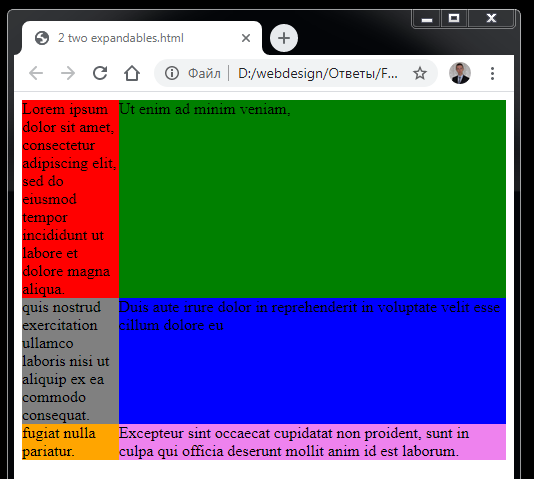 2 two expandables.html
Файл
D:/webdesign/Ответы/F...
Lorem ipsum
dolor sit amet,
consectetur
adipiscing elit,
sed do
eiusmod
tempor
incididunt ut
labore et
dolore magna
aliqua.
Ut enim ad minim veniam,
quis nostrud
exercitation
ullamco
laboris nisi ut
aliquip ex ea
commodo
consequat.
Duis aute irure dolor in reprehenderit in voluptate velit esse
cillum dolore eu
fugiat nulla
pariatur.
Excepteur sint occaecat cupidatat non proident, sunt in
culpa qui officia deserunt mollit anim id est laborum.